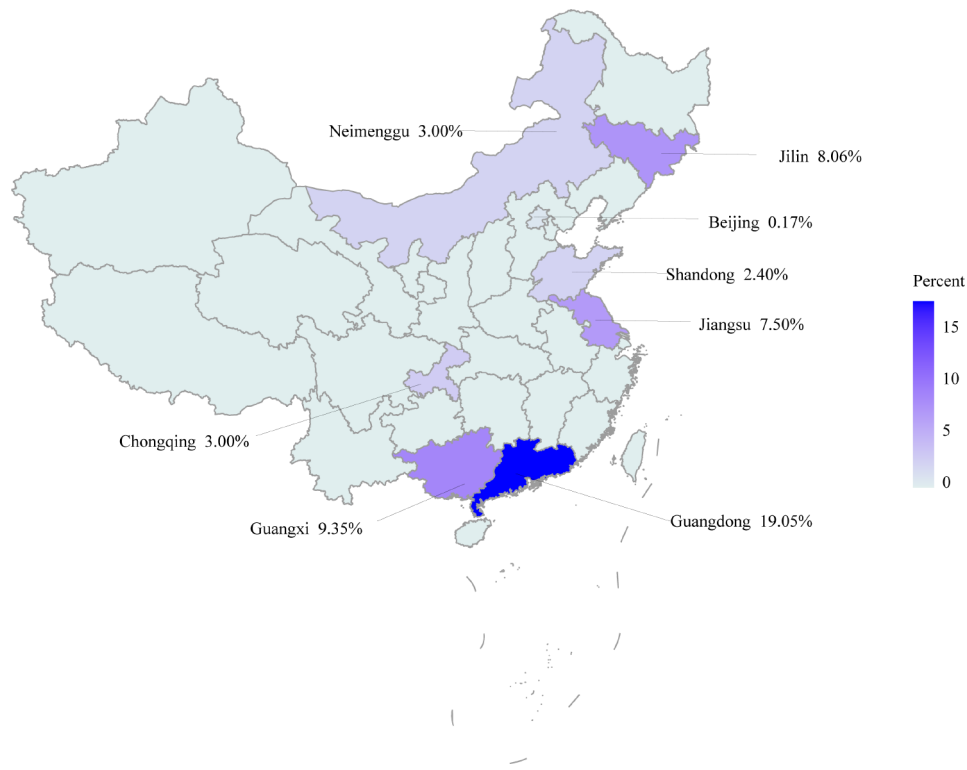 Neimenggu 3.00%
Jilin 8.06%
Beijing 0.17%
Shandong 2.40%
Percent
Jiangsu 7.50%
15
10
5
0
Chongqing 3.00%
Guangxi 9.35%
Guangdong 19.05%